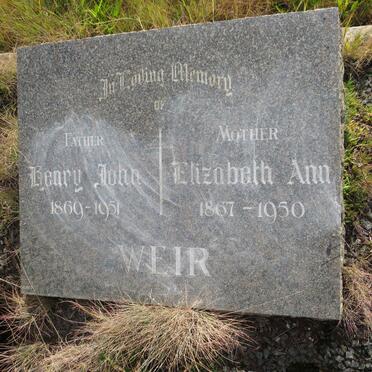 In Loving Memory
OF
FATHER
Henry John
1869-1951
MOTHER
Elizabeth Ann
1867-1950
WEIR